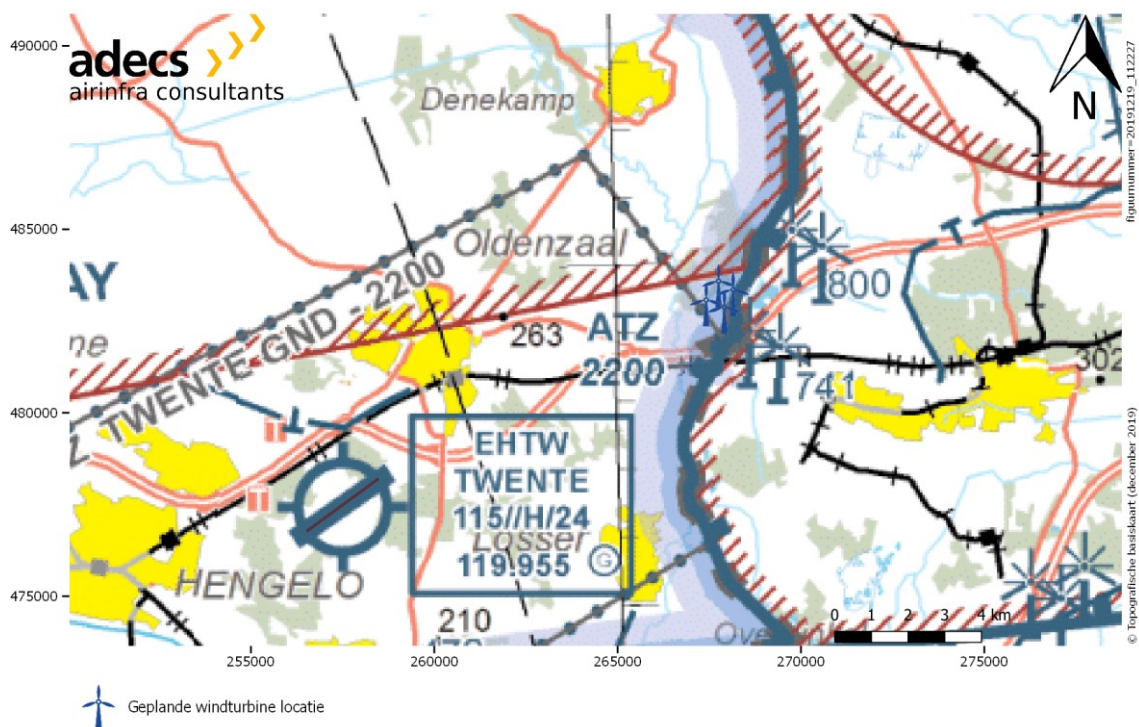 490000
adecs
airinfra consultants
Denekamp
N
figuurnummer=20191219_112227
485000
Oldenzaal
AY
800
TWENTE GND - 2200
263
ATZ
2200
ne
302
741
480000
Z
EHTW
TWENTE
115//H/24
Losser
119.955 G
HENGELO
475000
210
0 1 2 3 4 km
© Topografische basiskaart (december 2019)
255000 260000 265000 270000 275000
Geplande windturbine locatie